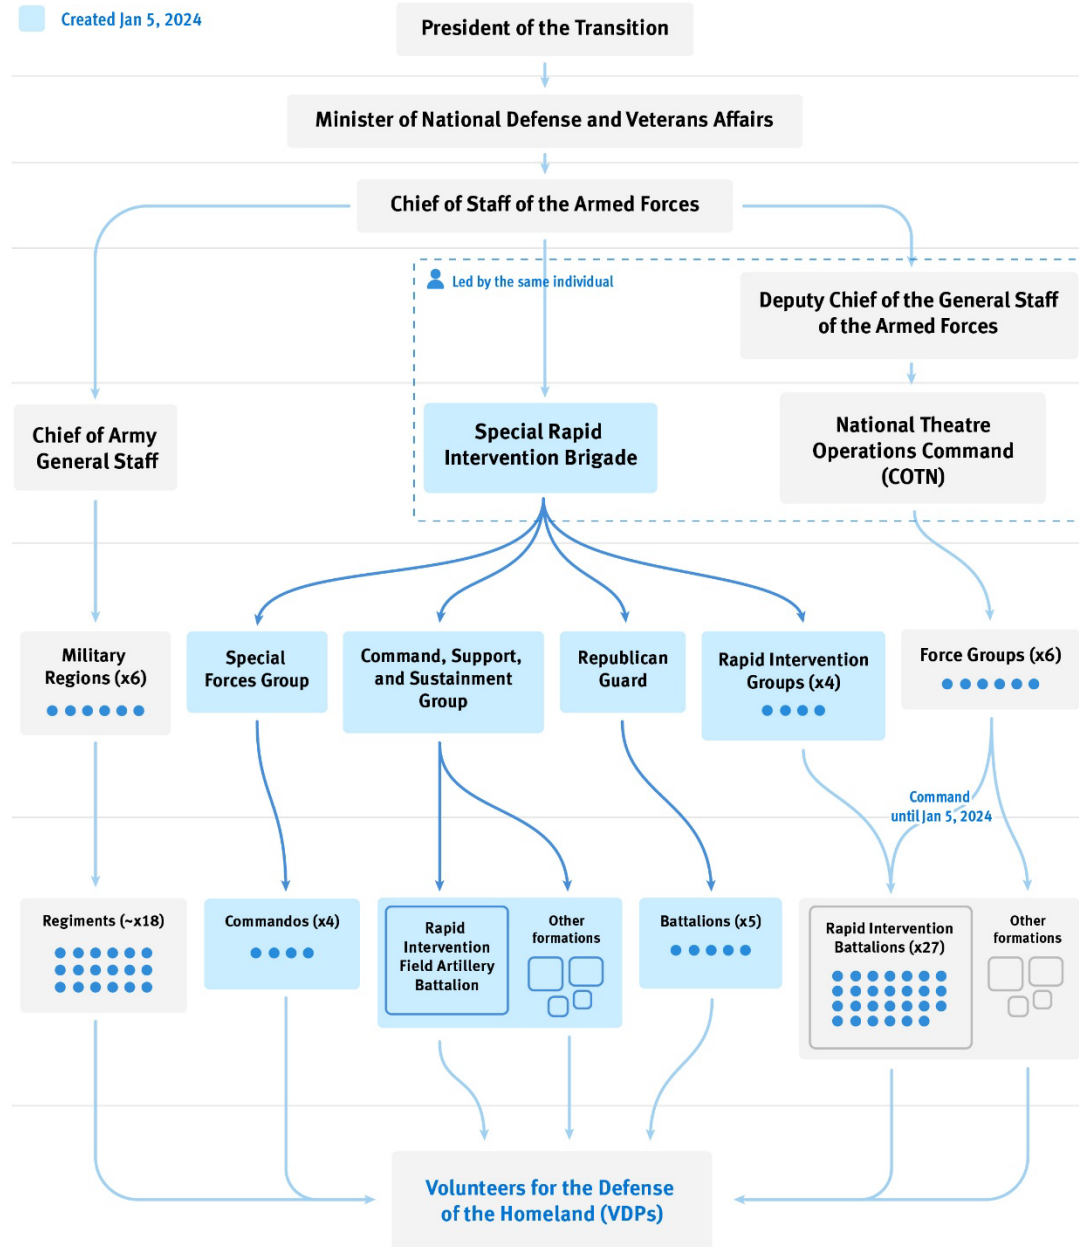 Created Jan 5, 2024
President of the Transition
Minister of National Defense and Veterans Affairs
Chief of Staff of the Armed Forces
Led by the same individual
Deputy Chief of the General Staff
of the Armed Forces
Chief of Army
General Staff
Special Rapid
Intervention Brigade
National Theatre
Operations Command
(COTN)
Military
Regions (x6)
Special
Forces Group
Command, Support,
and Sustainment
Group
Republican
Guard
Rapid Intervention
Groups (x4)
Force Groups (x6)
Command
until Jan 5, 2024
Regiments (~x18)
Commandos (x4)
Rapid
Intervention
Field Artillery
Battalion
Other
formations
Battalions (x5)
Rapid Intervention
Battalions (x27)
Other
formations
Volunteers for the Defense
of the Homeland (VDPs)